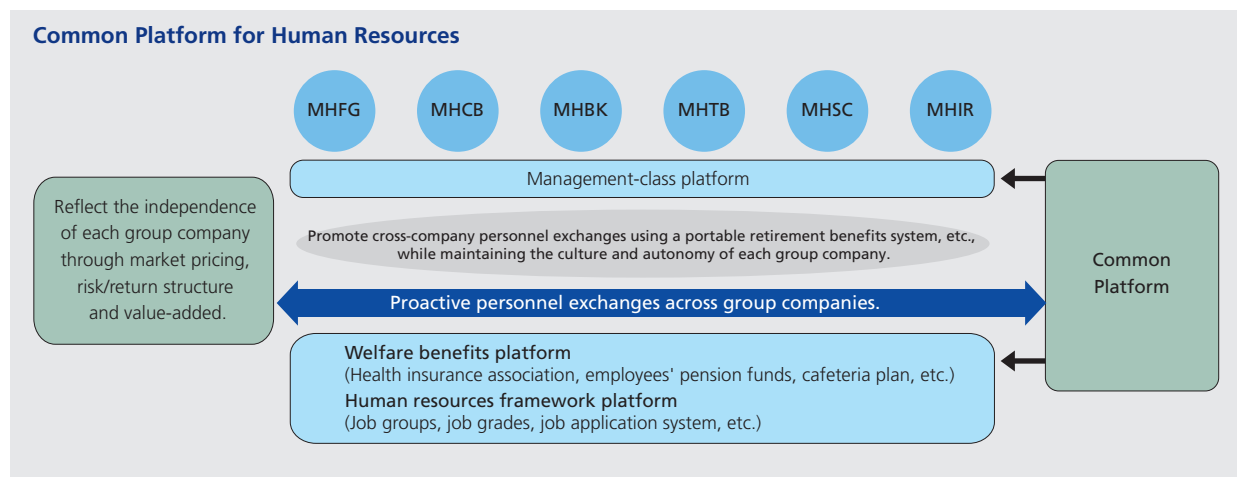 Common Platform for Human Resources
MHFG MHCB MHBK MHTB MHSC MHIR
Management-class platform
Reflect the independence
of each group company
through market pricing,
risk/return structure
and value-added.
Promote cross-company personnel exchanges using a portable retirement benefits system, etc.,
while maintaining the culture and autonomy of each group company.
Common
Platform
Proactive personnel exchanges across group companies.
Welfare benefits platform
(Health insurance association, employees' pension funds, cafeteria plan, etc.)
Human resources framework platform
(Job groups, job grades, job application system, etc.)